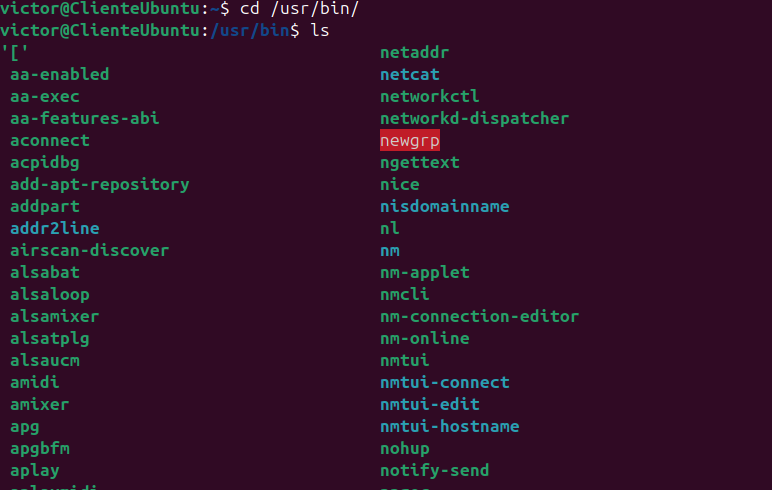 victor@ClienteUbuntu:~$ cd /usr/bin/
victor@ClienteUbuntu:/usr/bin$ ls
'[' netaddr
aa-enabled netcat
aa-exec networkctl
aa-features-abi networkd-dispatcher
aconnect newgrp
acpidbg ngettext
add-apt-repository nice
addpart nisdomainname
addr2line nl
airscan-discover nm
alsabat nm-applet
alsaloop nmcli
alsamixer nm-connection-editor
alsatplg nm-online
alsaucm nmtui
amidi nmtui-connect
amixer nmtui-edit
apg nmtui-hostname
apgbfm nohup
aplay notify-send